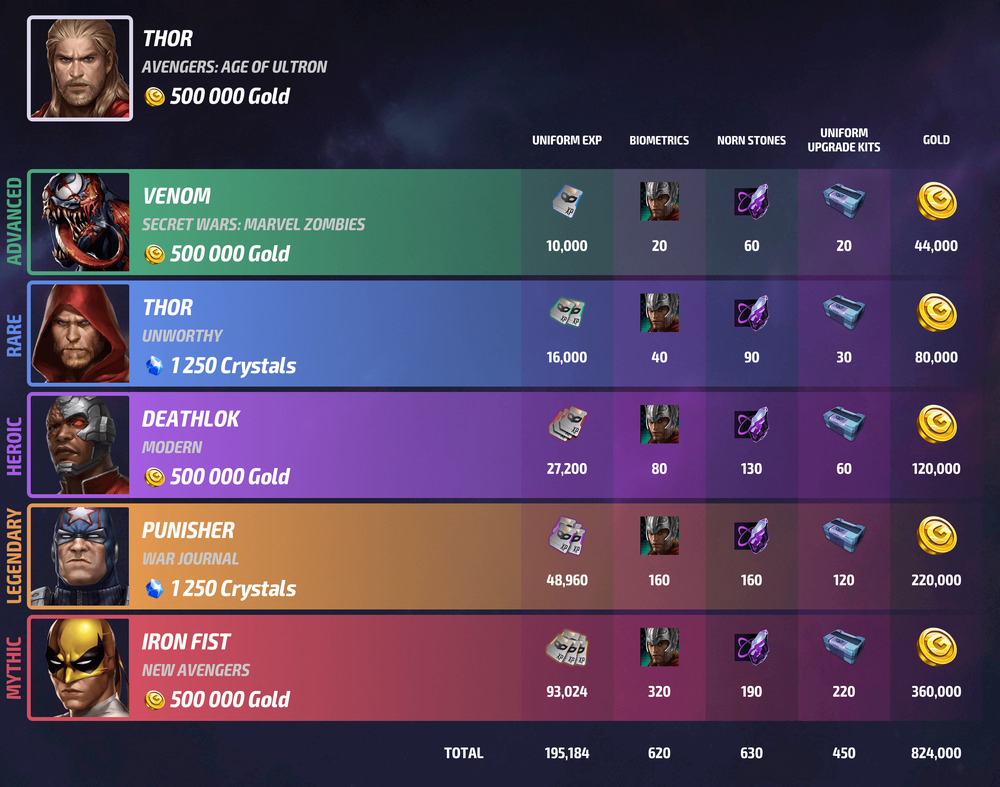 THOR
AVENGERS: AGE OF ULTRON
500 000 Gold
UNIFORM EXP BIOMETRICS NORN STONES UNIFORM UPGRADE KITS GOLD
ADVANCED
VENOM
SECRET WARS: MARVEL ZOMBIES
500 000 Gold
10,000 20 60 20 44,000
RARE
THOR
UNWORTHY
1 250 Crystals
16,000 40 90 30 80,000
HEROIC
DEATHLOK
MODERN
500 000 Gold
27,200 80 130 60 120,000
LEGENDARY
PUNISHER
WAR JOURNAL
1 250 Crystals
48,960 160 160 120 220,000
MYTHIC
IRON FIST
NEW AVENGERS
500 000 Gold
93,024 320 190 220 360,000
TOTAL 195,184 620 630 450 824,000